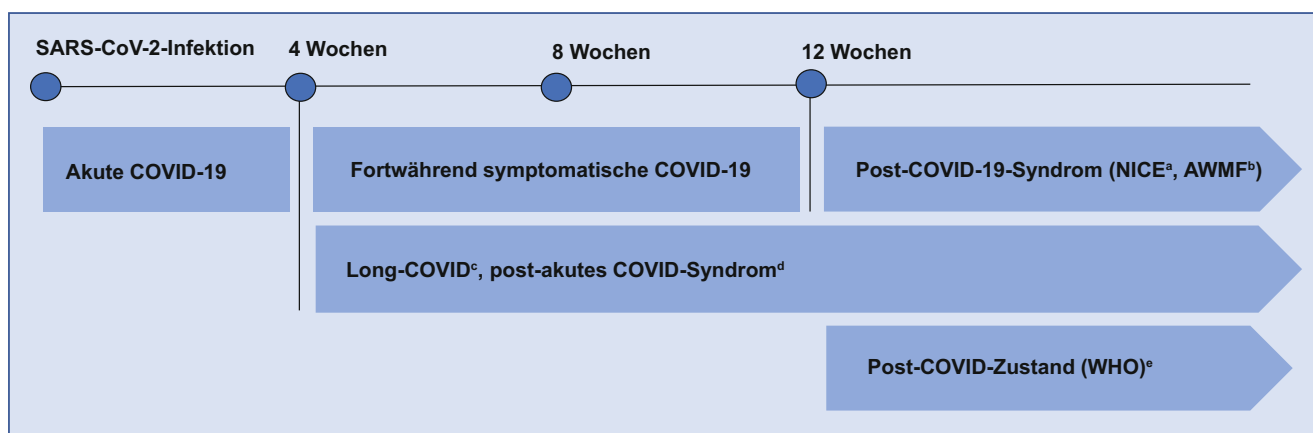 SARS-CoV-2-Infektion
4 Wochen
8 Wochen
12 Wochen
Akute COVID-19
Fortwährend symptomatische COVID-19
Post-COVID-19-Syndrom (NICEᵃ, AWMFᵇ)
Long-COVIDᶜ, post-akutes COVID-Syndromᵈ
Post-COVID-Zustand (WHO)ᵉ